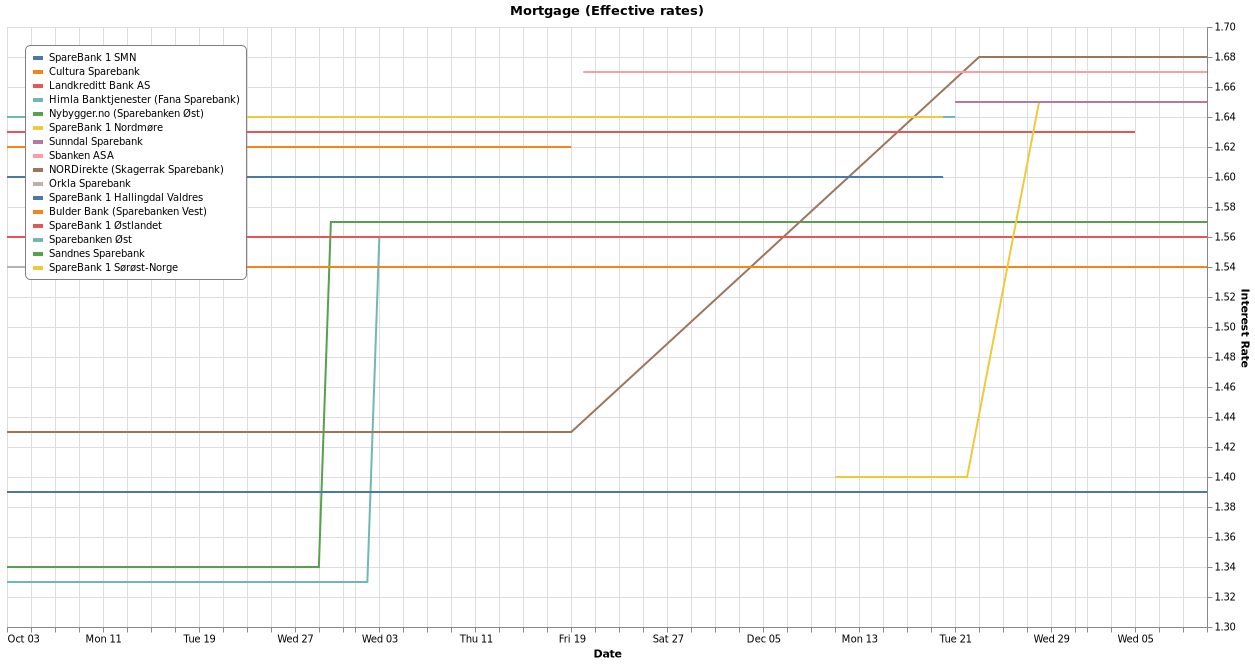 Mortgage (Effective rates)
SpareBank 1 SMN
Cultura Sparebank
Landkreditt Bank AS
Himla Banktjenester (Fana Sparebank)
Nybygger.no (Sparebanken Øst)
SpareBank 1 Nordmøre
Sunndal Sparebank
Sbanken ASA
NORDirekte (Skagerrak Sparebank)
Orkla Sparebank
SpareBank 1 Hallingdal Valdres
Bulder Bank (Sparebanken Vest)
SpareBank 1 Østlandet
Sparebanken Øst
Sandnes Sparebank
SpareBank 1 Sørøst-Norge
1.70
1.68
1.66
1.64
1.62
1.60
1.58
1.56
1.54
1.52
1.50
1.48
1.46
1.44
1.42
1.40
1.38
1.36
1.34
1.32
1.30
Interest Rate
Oct 03 Mon 11 Tue 19 Wed 27 Wed 03 Thu 11 Fri 19 Sat 27 Dec 05 Mon 13 Tue 21 Wed 29 Wed 05
Date